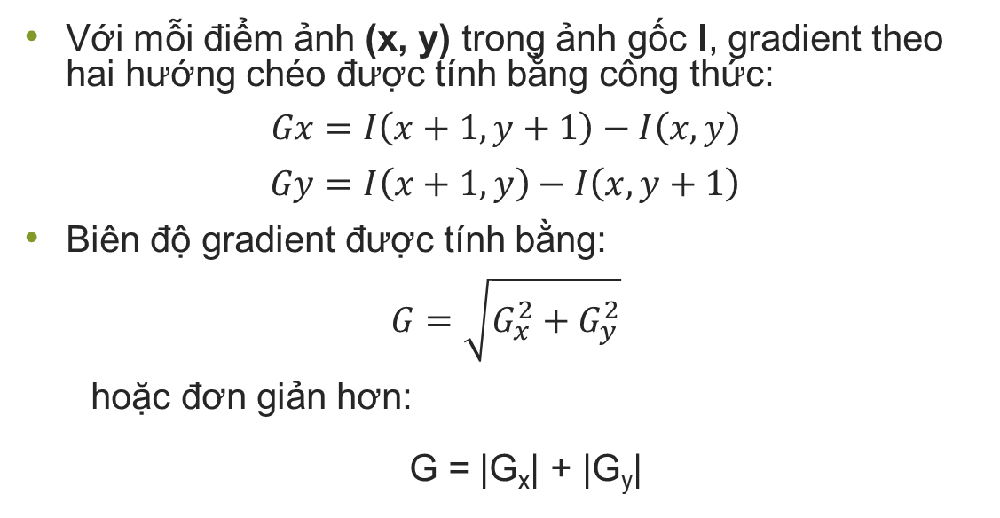 • Với mỗi điểm ảnh (x, y) trong ảnh gốc I, gradient theo
hai hướng chéo được tính bằng công thức:
Gx = I(x + 1, y + 1) − I(x, y)
Gy = I(x + 1, y) − I(x, y + 1)
• Biên độ gradient được tính bằng:
G = √(G_x^2 + G_y^2)
hoặc đơn giản hơn:
G = |G_x| + |G_y|